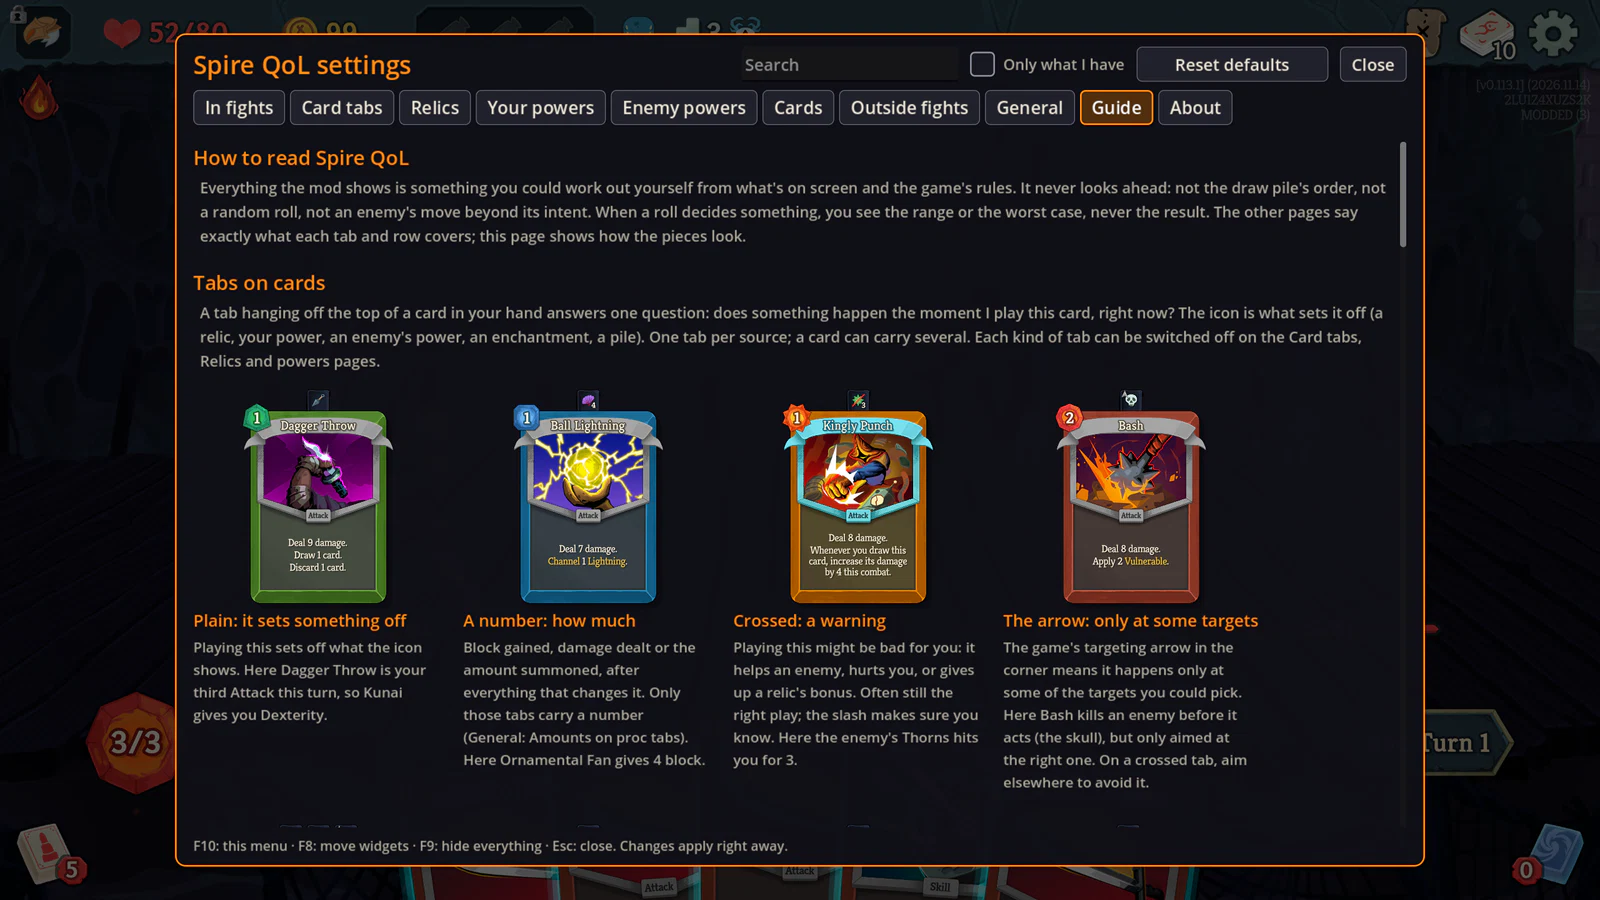 52/80
99
3
10
[v0.113.1] (2026.11.14)
2LU1Z4XUZS2K
MODDED (3)
Spire QoL settings
Search
Only what I have
Reset defaults
Close
In fights
Card tabs
Relics
Your powers
Enemy powers
Cards
Outside fights
General
Guide
About
How to read Spire QoL
Everything the mod shows is something you could work out yourself from what's on screen and the game's rules. It never looks ahead: not the draw pile's order, not
a random roll, not an enemy's move beyond its intent. When a roll decides something, you see the range or the worst case, never the result. The other pages say
exactly what each tab and row covers; this page shows how the pieces look.
Tabs on cards
A tab hanging off the top of a card in your hand answers one question: does something happen the moment I play this card, right now? The icon is what sets it off (a
relic, your power, an enemy's power, an enchantment, a pile). One tab per source; a card can carry several. Each kind of tab can be switched off on the Card tabs,
Relics and powers pages.
1
Dagger Throw
Attack
Deal 9 damage.
Draw 1 card.
Discard 1 card.
Plain: it sets something off
Playing this sets off what the icon
shows. Here Dagger Throw is your
third Attack this turn, so Kunai
gives you Dexterity.
4
1
Ball Lightning
Attack
Deal 7 damage.
Channel 1 Lightning.
A number: how much
Block gained, damage dealt or the
amount summoned, after
everything that changes it. Only
those tabs carry a number
(General: Amounts on proc tabs).
Here Ornamental Fan gives 4 block.
3
1
Kingly Punch
Attack
Deal 8 damage.
Whenever you draw this
card, increase its damage
by 4 this combat.
Crossed: a warning
Playing this might be bad for you: it
helps an enemy, hurts you, or gives
up a relic's bonus. Often still the
right play; the slash makes sure you
know. Here the enemy's Thorns hits
you for 3.
2
Bash
Attack
Deal 8 damage.
Apply 2 Vulnerable.
The arrow: only at some targets
The game's targeting arrow in the
corner means it happens only at
some of the targets you could pick.
Here Bash kills an enemy before it
acts (the skull), but only aimed at
the right one. On a crossed tab, aim
elsewhere to avoid it.
3/3
Turn 1
F10: this menu · F8: move widgets · F9: hide everything · Esc: close. Changes apply right away.
5
Attack
Attack
Skill
0